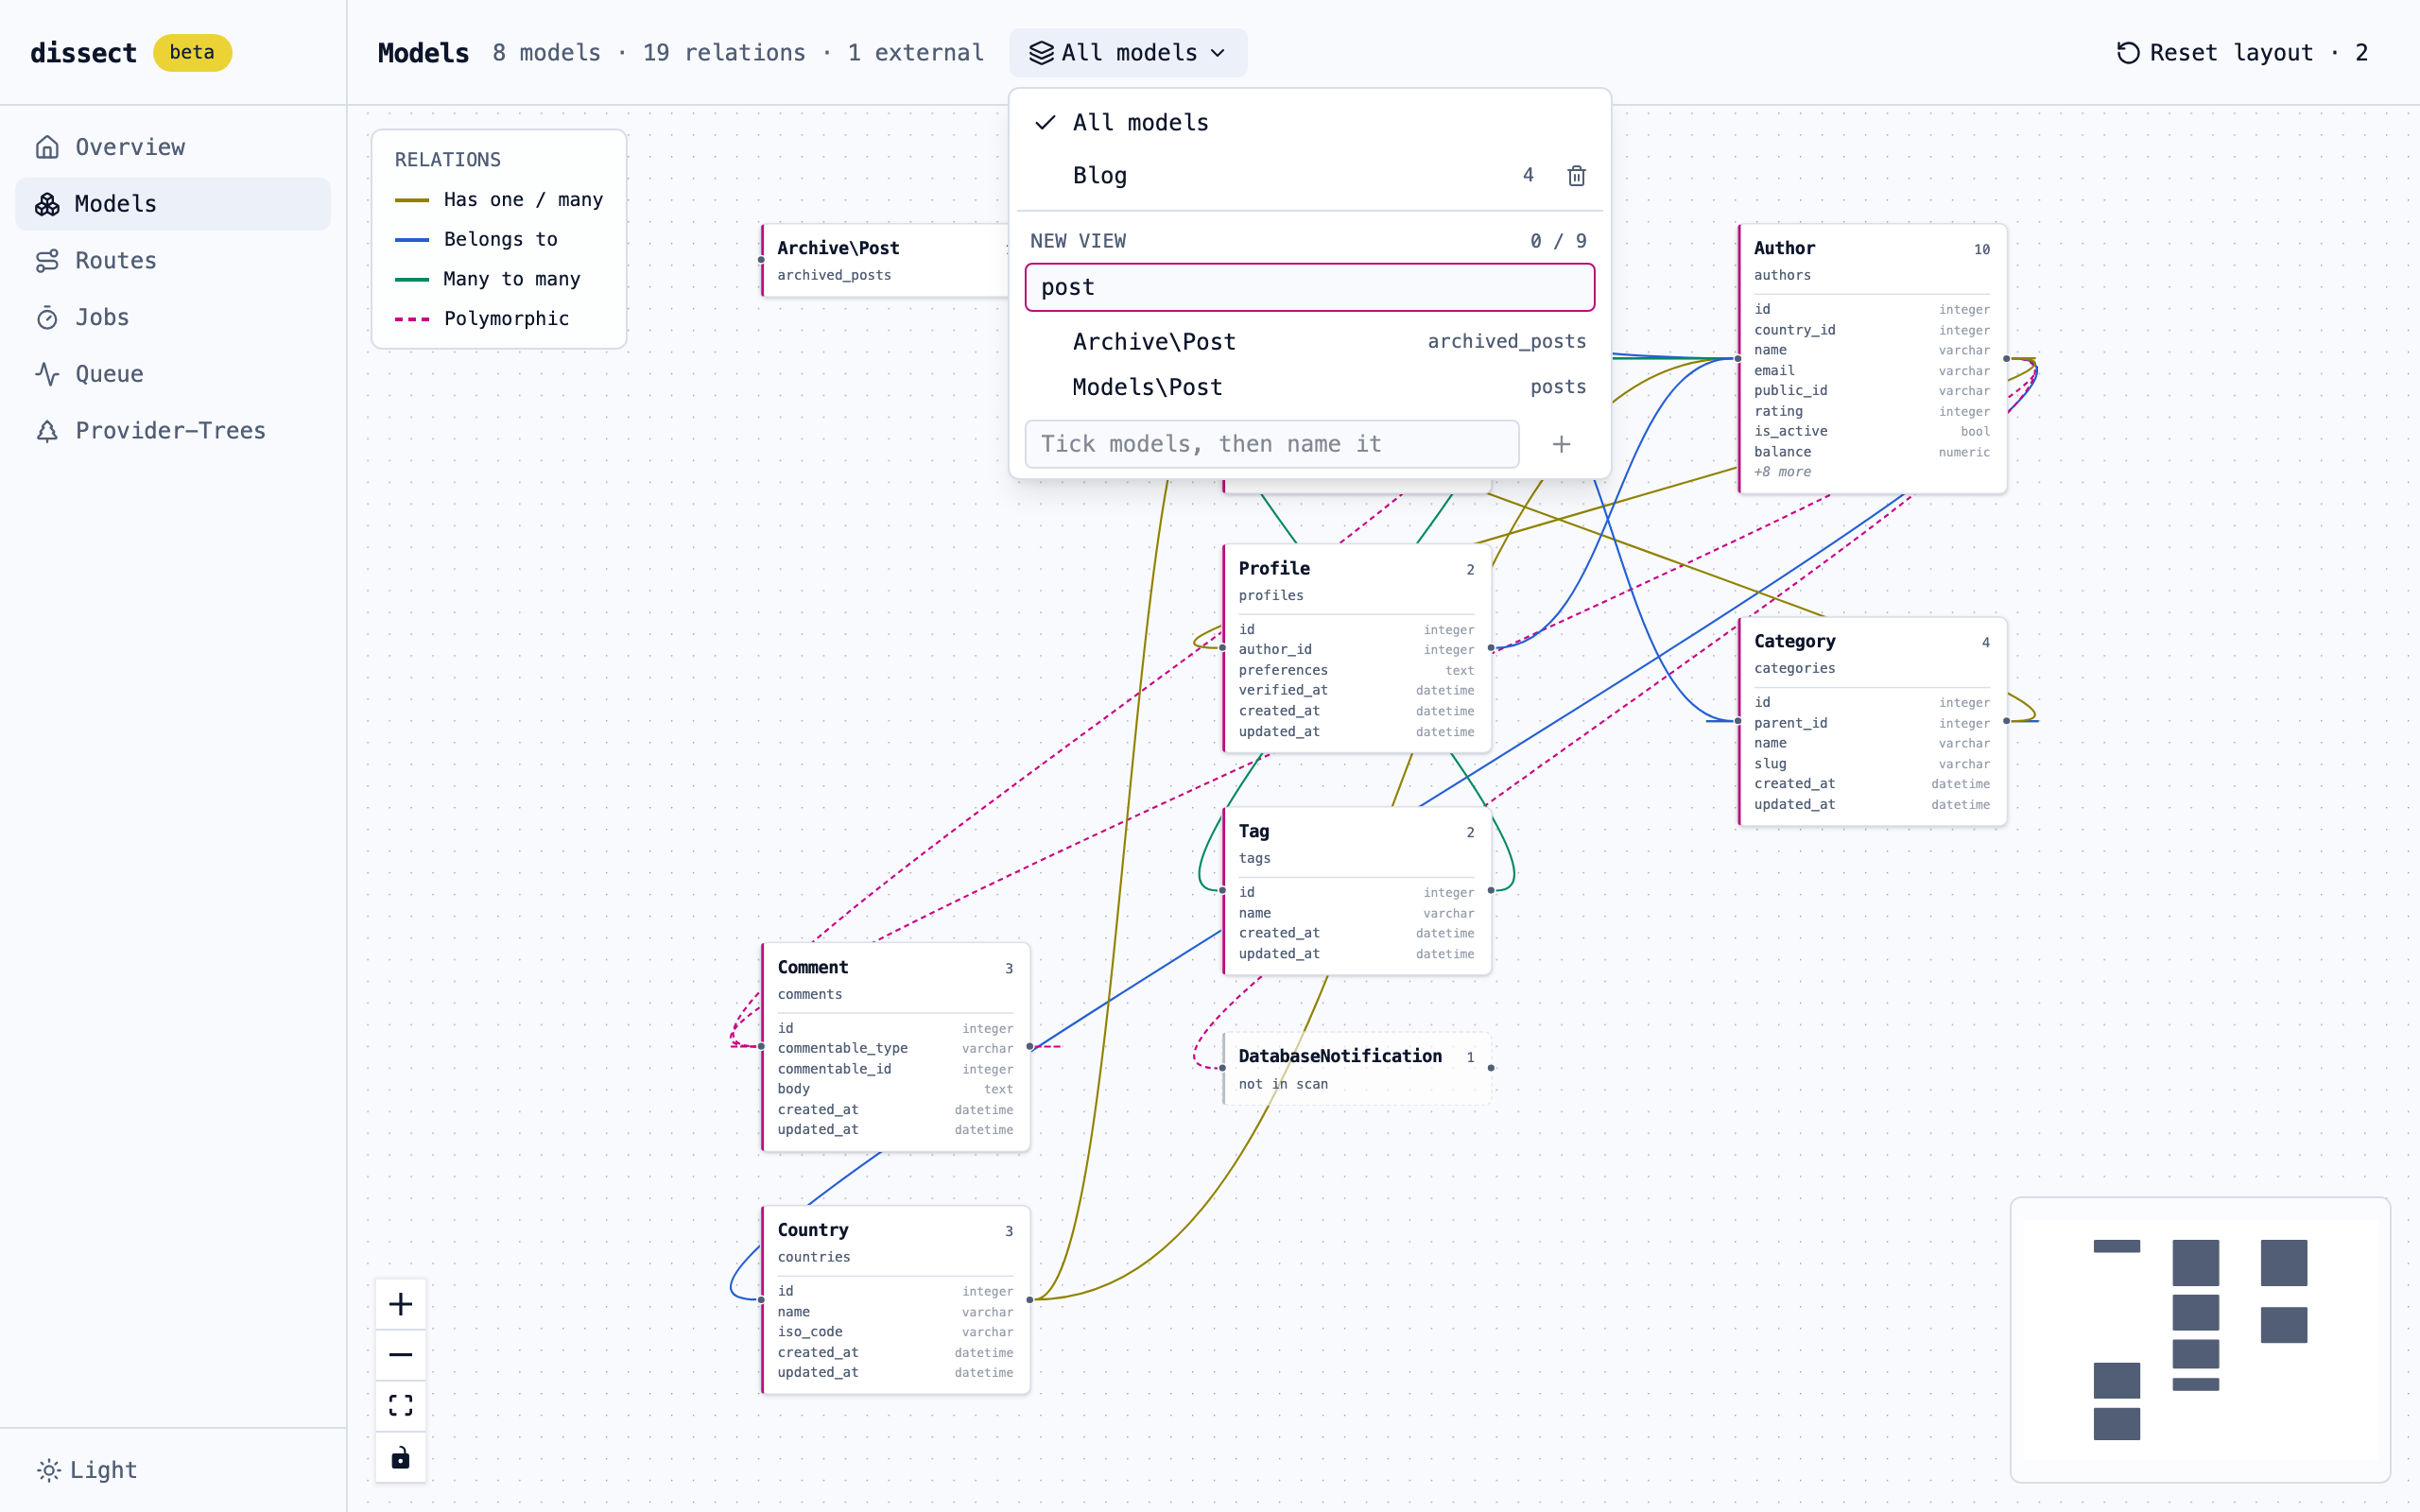 dissect beta
Models 8 models · 19 relations · 1 external All models
Reset layout · 2
Overview
Models
Routes
Jobs
Queue
Provider-Trees
Light
RELATIONS
Has one / many
Belongs to
Many to many
Polymorphic
All models
Blog 4
NEW VIEW 0 / 9
post
Archive\Post archived_posts
Models\Post posts
Tick models, then name it
Archive\Post
archived_posts
Author 10
authors
id integer
country_id integer
name varchar
email varchar
public_id varchar
rating integer
is_active bool
balance numeric
+8 more
Profile 2
profiles
id integer
author_id integer
preferences text
verified_at datetime
created_at datetime
updated_at datetime
Category 4
categories
id integer
parent_id integer
name varchar
slug varchar
created_at datetime
updated_at datetime
Tag 2
tags
id integer
name varchar
created_at datetime
updated_at datetime
Comment 3
comments
id integer
commentable_type varchar
commentable_id integer
body text
created_at datetime
updated_at datetime
DatabaseNotification 1
not in scan
Country 3
countries
id integer
name varchar
iso_code varchar
created_at datetime
updated_at datetime